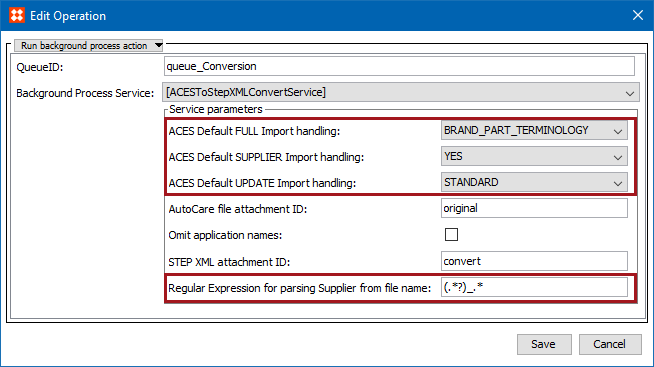 Edit Operation
Run background process action
QueueID: queue_Conversion
Background Process Service: [ACESToStepXMLConvertService]
Service parameters
ACES Default FULL Import handling: BRAND_PART_TERMINOLOGY
ACES Default SUPPLIER Import handling: YES
ACES Default UPDATE Import handling: STANDARD
AutoCare file attachment ID: original
Omit application names:
STEP XML attachment ID: convert
Regular Expression for parsing Supplier from file name: (.*?)_.*
Save Cancel